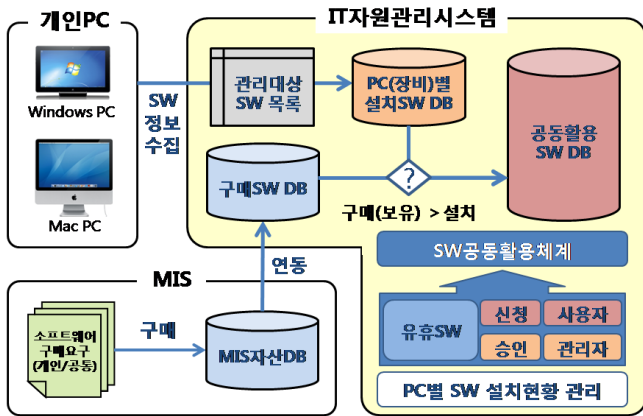 개인PC
Windows PC
Mac PC
SW
정보
수집
IT자원관리시스템
관리대상
SW 목록
PC(장비)별
설치SW DB
공동활용
SW DB
구매SW DB
?
구매(보유) > 설치
연동
MIS
소프트웨어
구매요구
(개인/공동)
구매
MIS자산DB
SW공동활용체계
유휴SW
신청
사용자
승인
관리자
PC별 SW 설치현황 관리